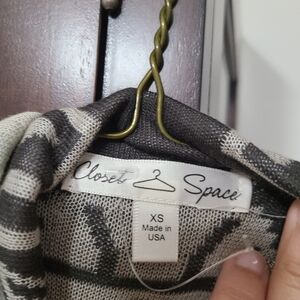 Closet Space
XS
Made in
USA